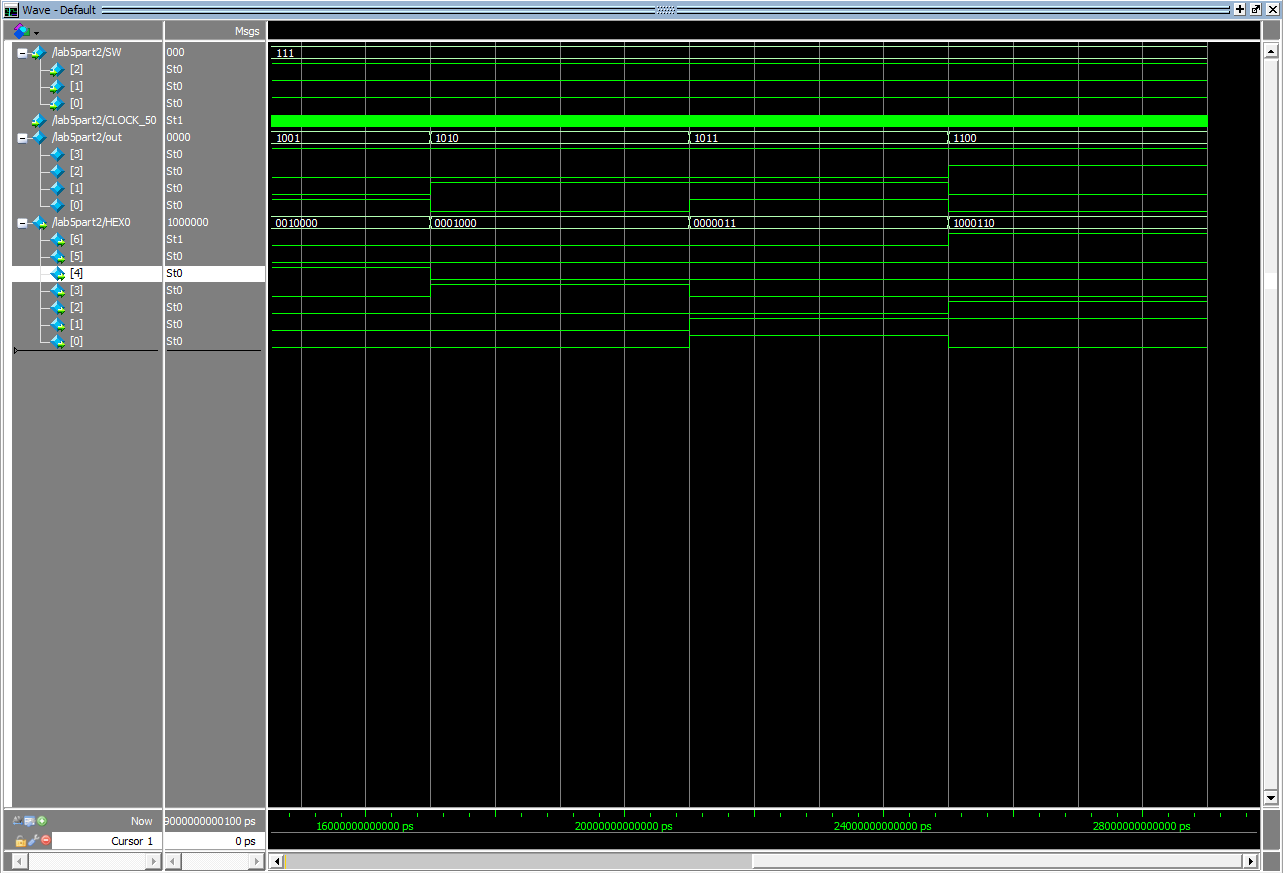 Wave - Default
Msgs
/lab5part2/SW 000 111
[2] St0
[1] St0
[0] St0
/lab5part2/CLOCK_50 St1
/lab5part2/out 0000 1001 1010 1011 1100
[3] St0
[2] St0
[1] St0
[0] St0
/lab5part2/HEX0 1000000 0010000 0001000 0000011 1000110
[6] St1
[5] St0
[4] St0
[3] St0
[2] St0
[1] St0
[0] St0
Now 9000000000100 ps 16000000000000 ps 20000000000000 ps 24000000000000 ps 28000000000000 ps
Cursor 1 0 ps